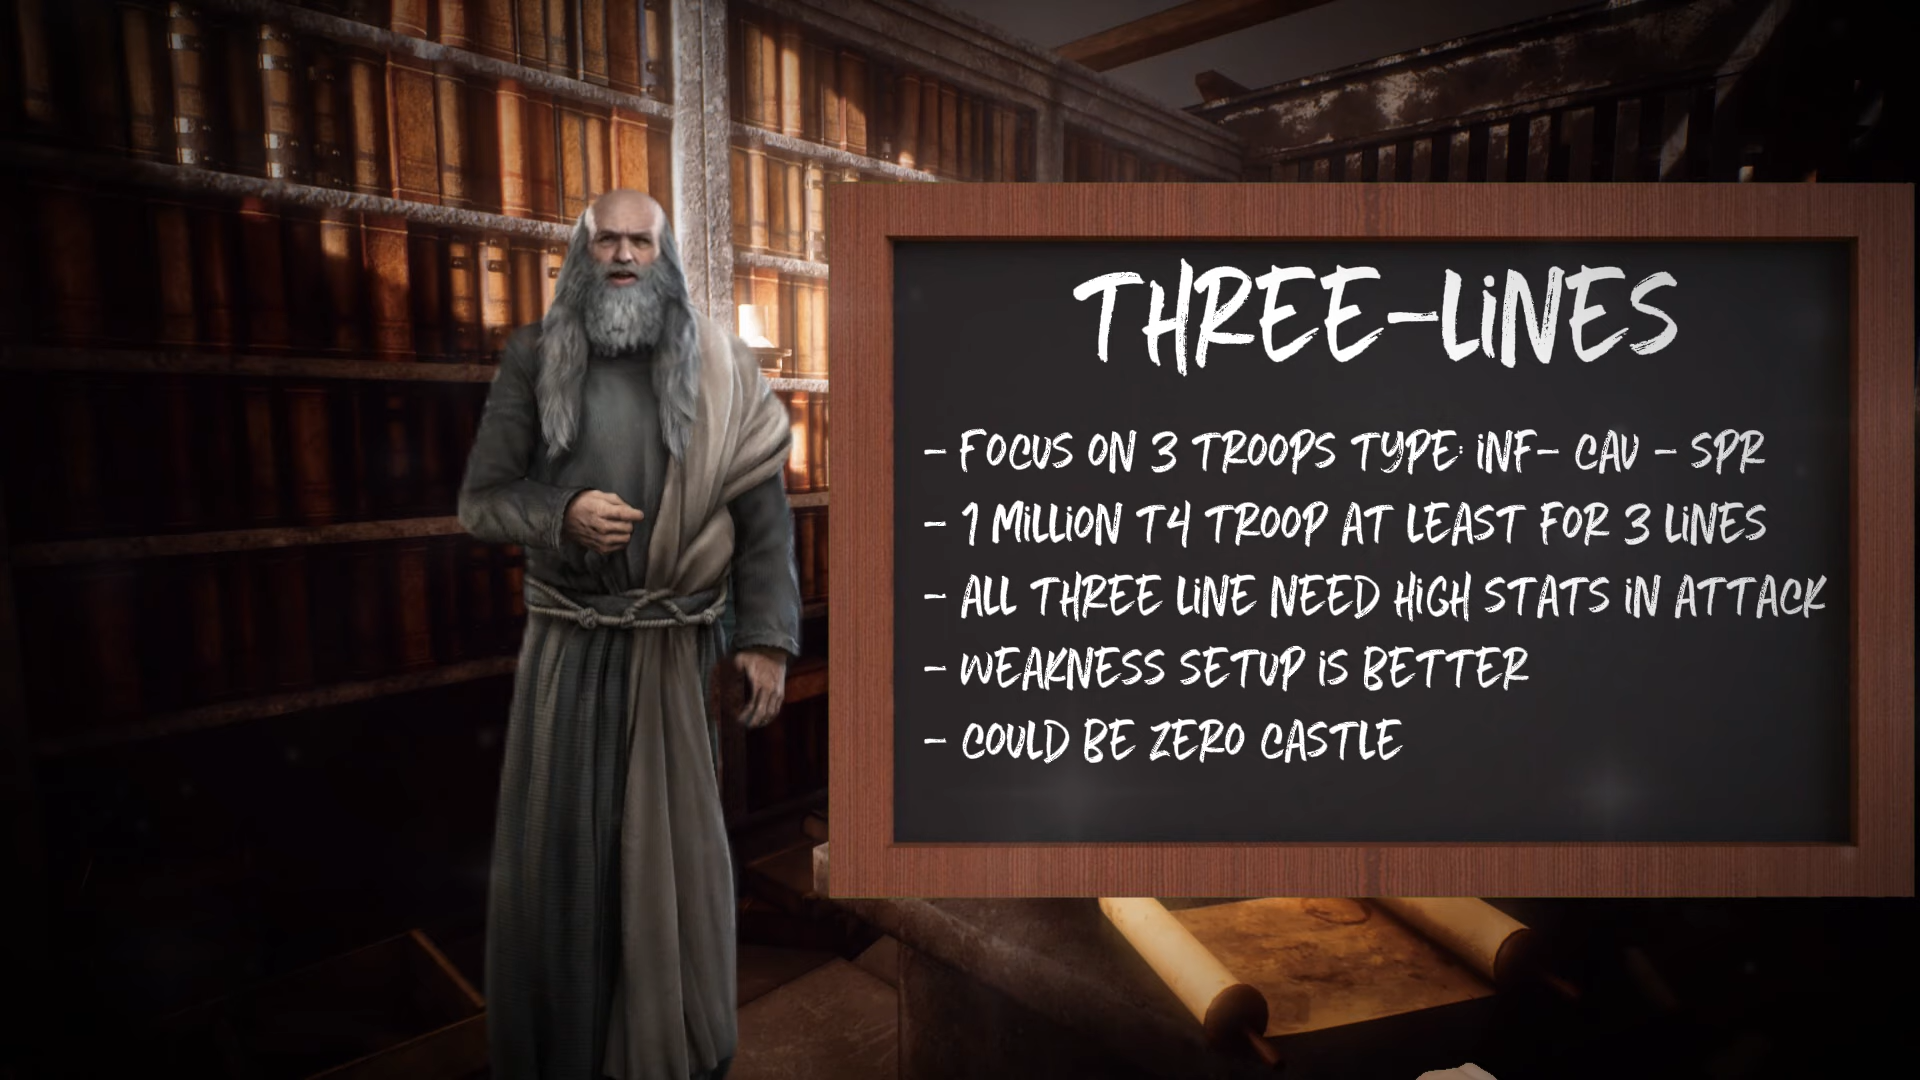 THREE-LiNES
- FOCUS ON 3 TROOPS TYPE: iNF- CAV - SPR
- 1 MiLLiON T4 TROOP AT LEAST FOR 3 LiNES
- ALL THREE LiNE NEED HiGH STATS iN ATTACK
- WEAKNESS SETUP iS BETTER
- COULD BE ZERO CASTLE